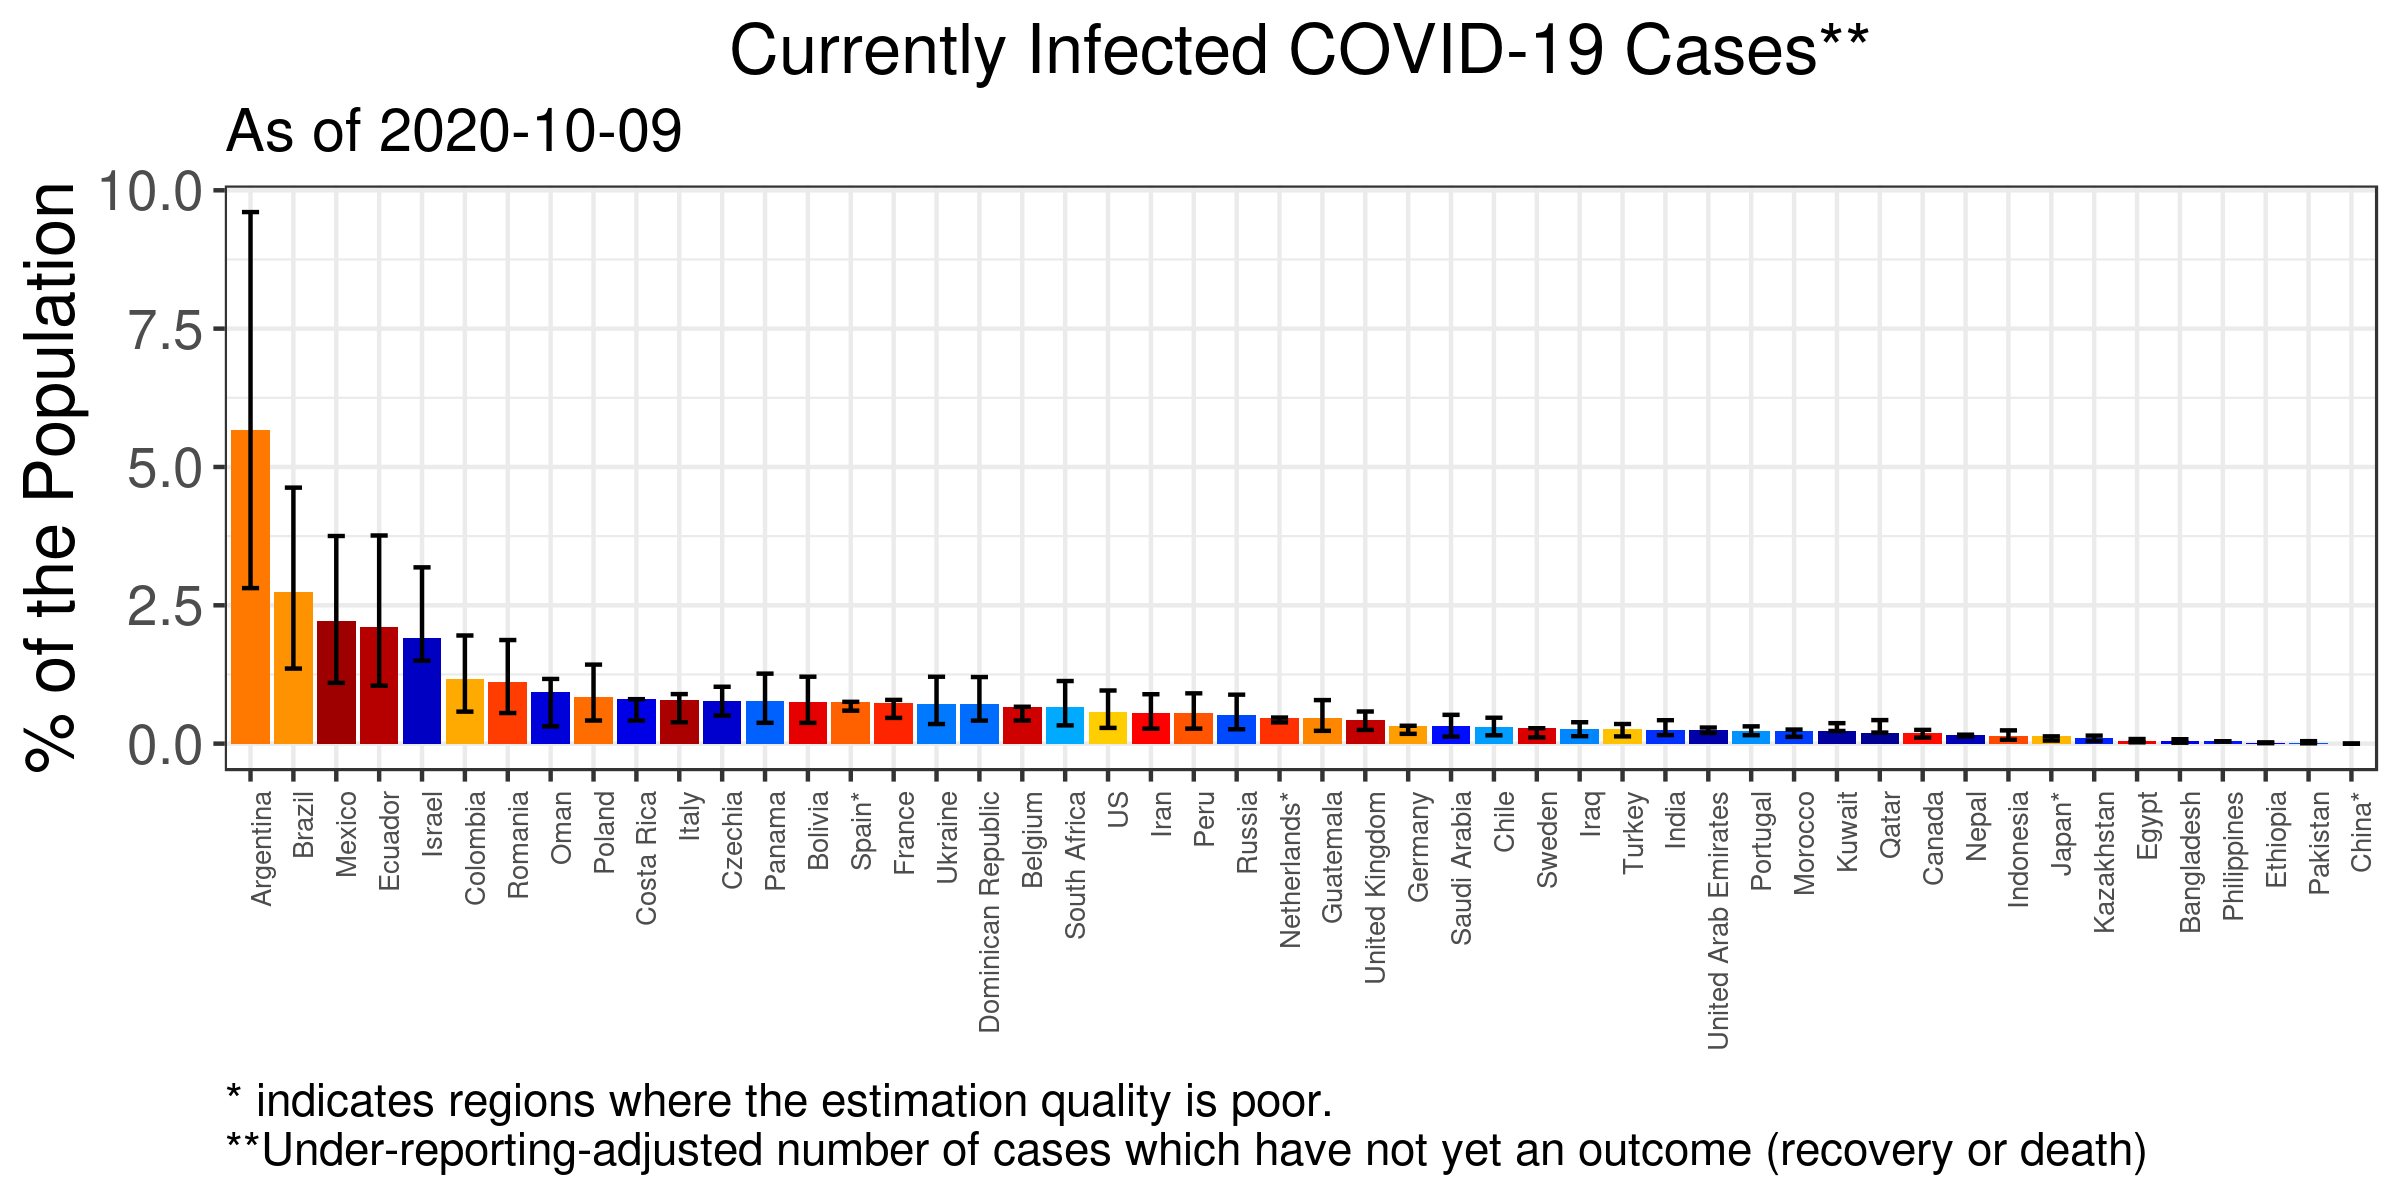 Currently Infected COVID-19 Cases**
As of 2020-10-09
% of the Population
10.0
7.5
5.0
2.5
0.0
Argentina
Brazil
Mexico
Ecuador
Israel
Colombia
Romania
Oman
Poland
Costa Rica
Italy
Czechia
Panama
Bolivia
Spain*
France
Ukraine
Dominican Republic
Belgium
South Africa
US
Iran
Peru
Russia
Netherlands*
Guatemala
United Kingdom
Germany
Saudi Arabia
Chile
Sweden
Iraq
Turkey
India
United Arab Emirates
Portugal
Morocco
Kuwait
Qatar
Canada
Nepal
Indonesia
Japan*
Kazakhstan
Egypt
Bangladesh
Philippines
Ethiopia
Pakistan
China*
* indicates regions where the estimation quality is poor.
**Under-reporting-adjusted number of cases which have not yet an outcome (recovery or death)